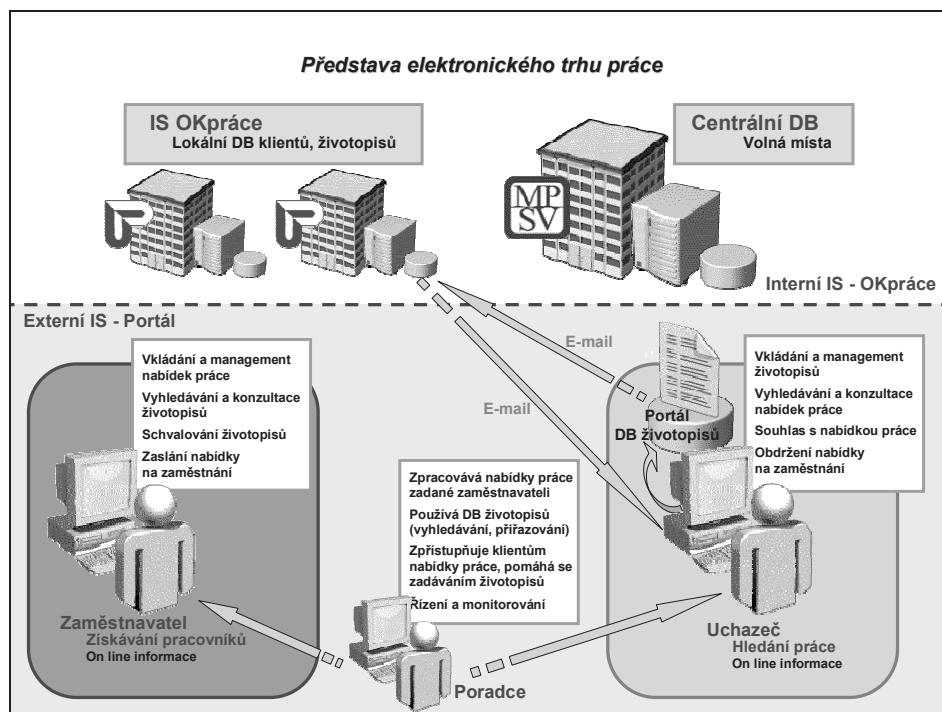 Představa elektronického trhu práce
IS OKpráce
Lokální DB klientů, životopisů
Centrální DB
Volná místa
MP
SV
Interní IS - OKpráce
Externí IS - Portál
Vkládání a management
nabídek práce
Vyhledávání a konzultace
životopisů
Schvalování životopisů
Zaslání nabídky
na zaměstnání
E-mail
E-mail
Portál
DB životopisů
Vkládání a management
životopisů
Vyhledávání a konzultace
nabídek práce
Souhlas s nabídkou práce
Obdržení nabídky
na zaměstnání
Zpracovává nabídky práce
zadané zaměstnavateli
Používá DB životopisů
(vyhledávání, přiřazování)
Zpřístupňuje klientům
nabídky práce, pomáhá se
zadáváním životopisů
Řízení a monitorování
Zaměstnavatel
Získávání pracovníků
On line informace
Poradce
Uchazeč
Hledání práce
On line informace